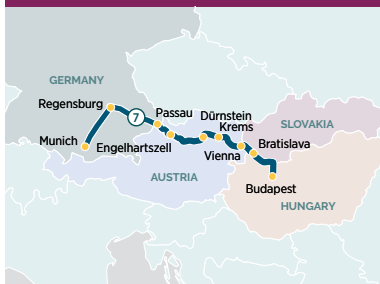 GERMANY
Regensburg
7
Passau
Dürnstein
Krems
SLOVAKIA
Munich
Engelhartszell
Vienna
Bratislava
AUSTRIA
Budapest
HUNGARY